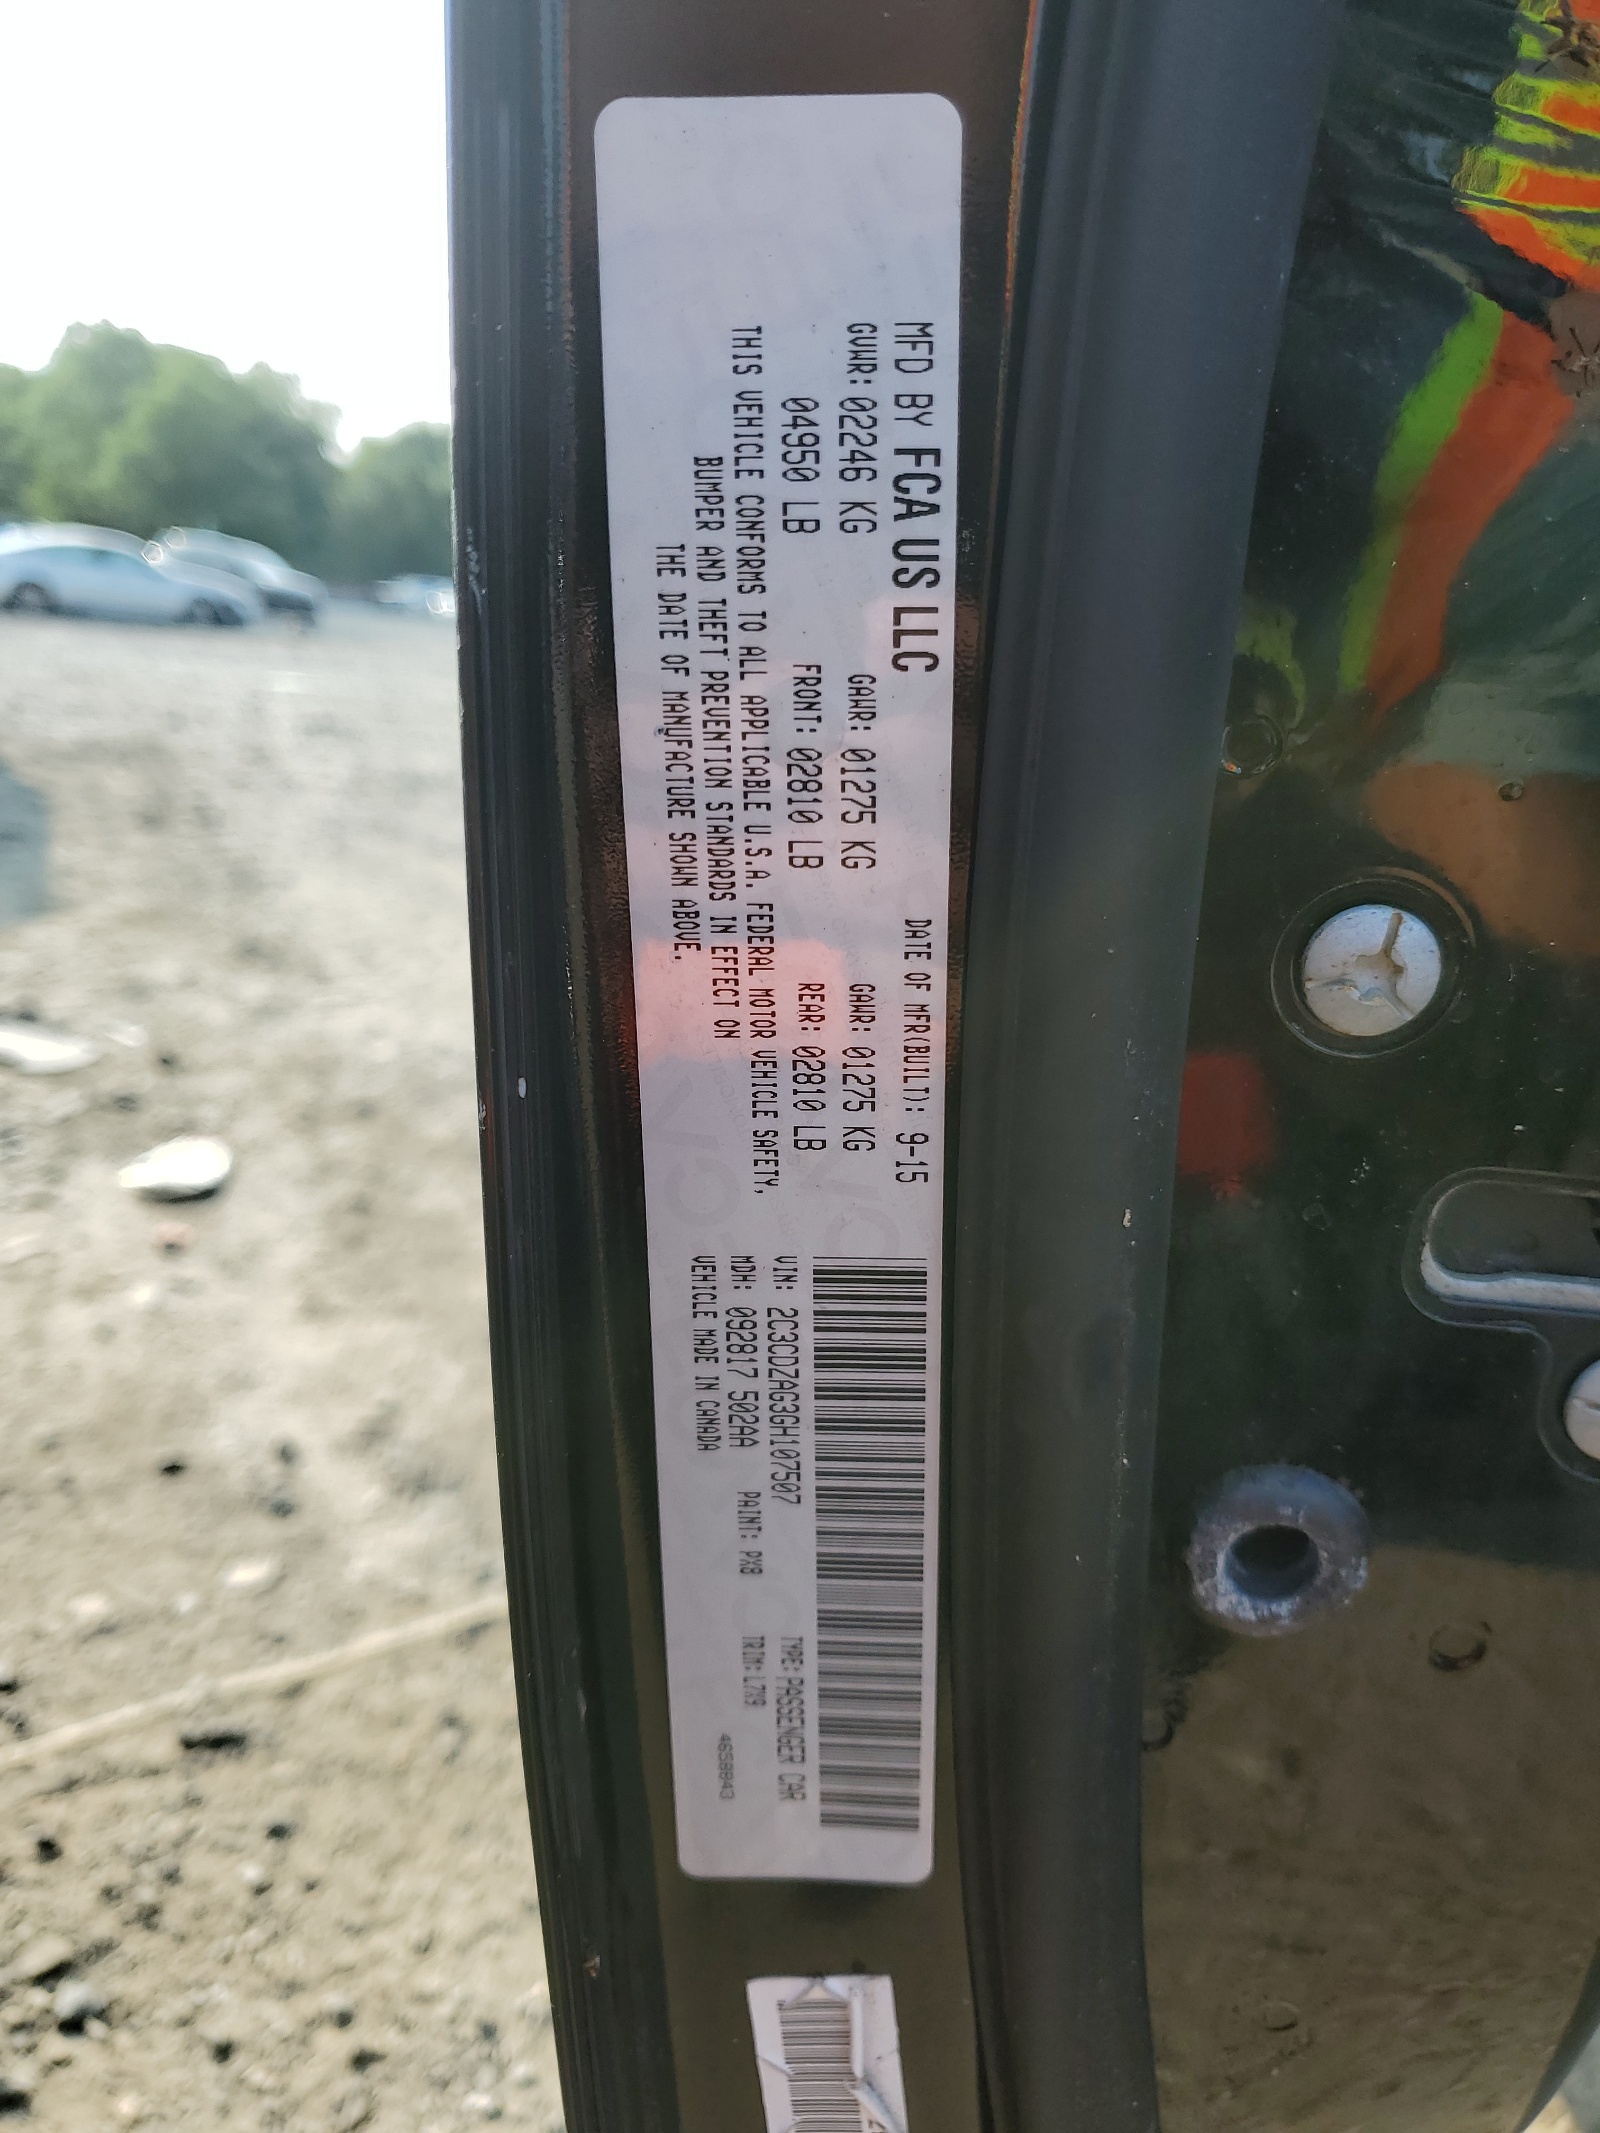 MFD BY FCA US LLC DATE OF MFR(BUILT): 9-15
GVWR: 02246 KG GAWR: 01275 KG GAWR: 01275 KG
04950 LB FRONT: 02810 LB REAR: 02810 LB
THIS VEHICLE CONFORMS TO ALL APPLICABLE U.S.A. FEDERAL MOTOR VEHICLE SAFETY,
BUMPER AND THEFT PREVENTION STANDARDS IN EFFECT ON
THE DATE OF MANUFACTURE SHOWN ABOVE.
VIN: 2C3CDZAG3GH107507 TYPE: PASSENGER CAR
MDH: 092817 502AA PAINT: PX8 TRIM: L7X9
VEHICLE MADE IN CANADA 4658843